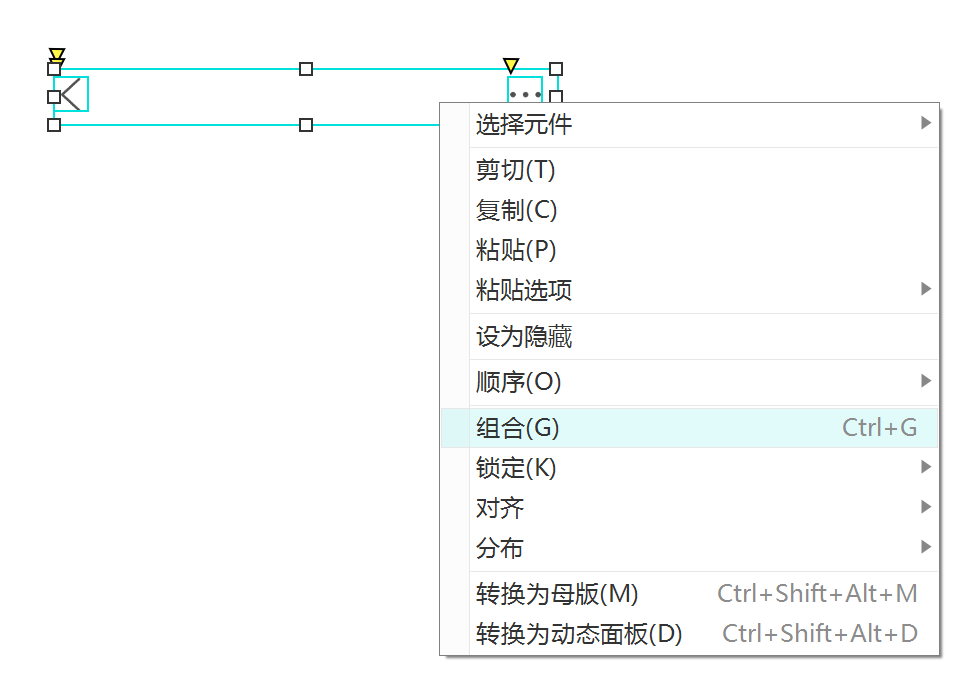 选择元件
剪切(T)
复制(C)
粘贴(P)
粘贴选项
设为隐藏
顺序(O)
组合(G) Ctrl+G
锁定(K)
对齐
分布
转换为母版(M) Ctrl+Shift+Alt+M
转换为动态面板(D) Ctrl+Shift+Alt+D